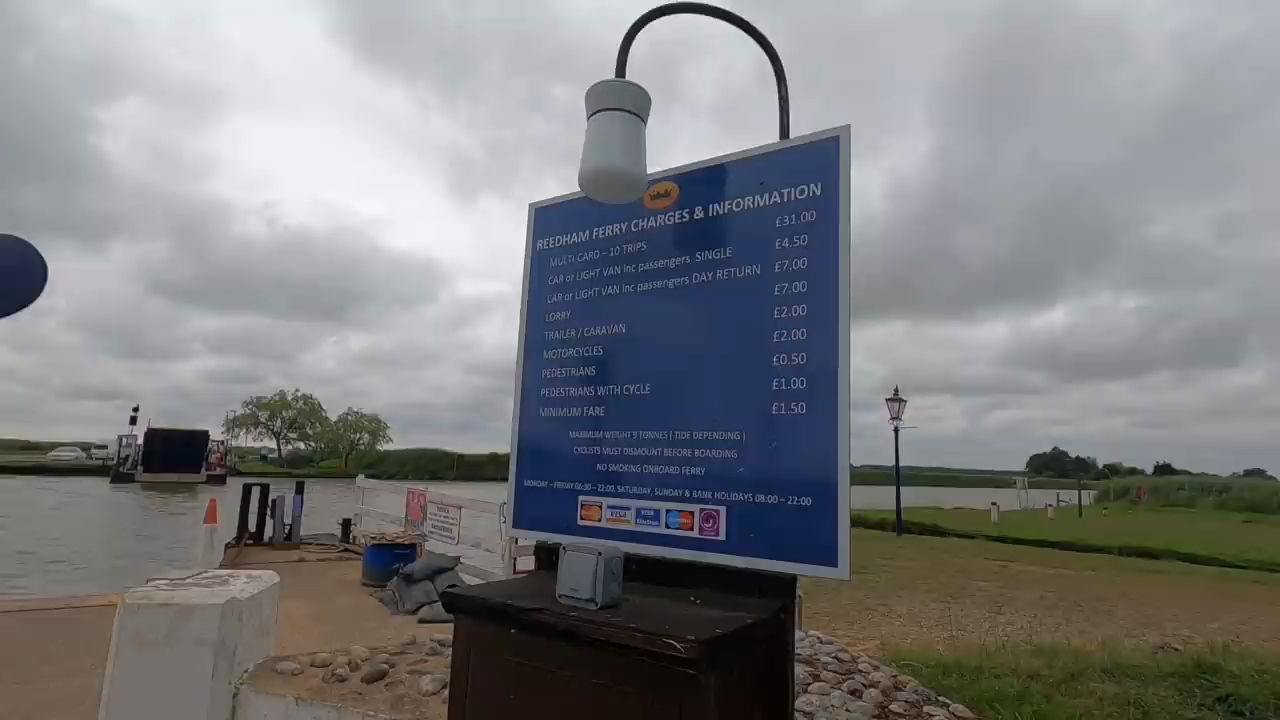 REEDHAM FERRY CHARGES & INFORMATION
MULTI-CARD – 10 TRIPS £31.00
CAR or LIGHT VAN Inc passengers SINGLE £4.50
CAR or LIGHT VAN Inc passengers DAY RETURN £7.00
LORRY £7.00
TRAILER / CARAVAN £2.00
MOTORCYCLES £2.00
PEDESTRIANS £0.50
PEDESTRIANS WITH CYCLE £1.00
MINIMUM FARE £1.50
MAXIMUM WEIGHT 9 TONNES ( TIDE DEPENDING )
CYCLISTS MUST DISMOUNT BEFORE BOARDING
NO SMOKING ONBOARD FERRY
MONDAY – FRIDAY 06:30 – 22:00, SATURDAY, SUNDAY & BANK HOLIDAYS 08:00 – 22:00
VISA VISA Electron